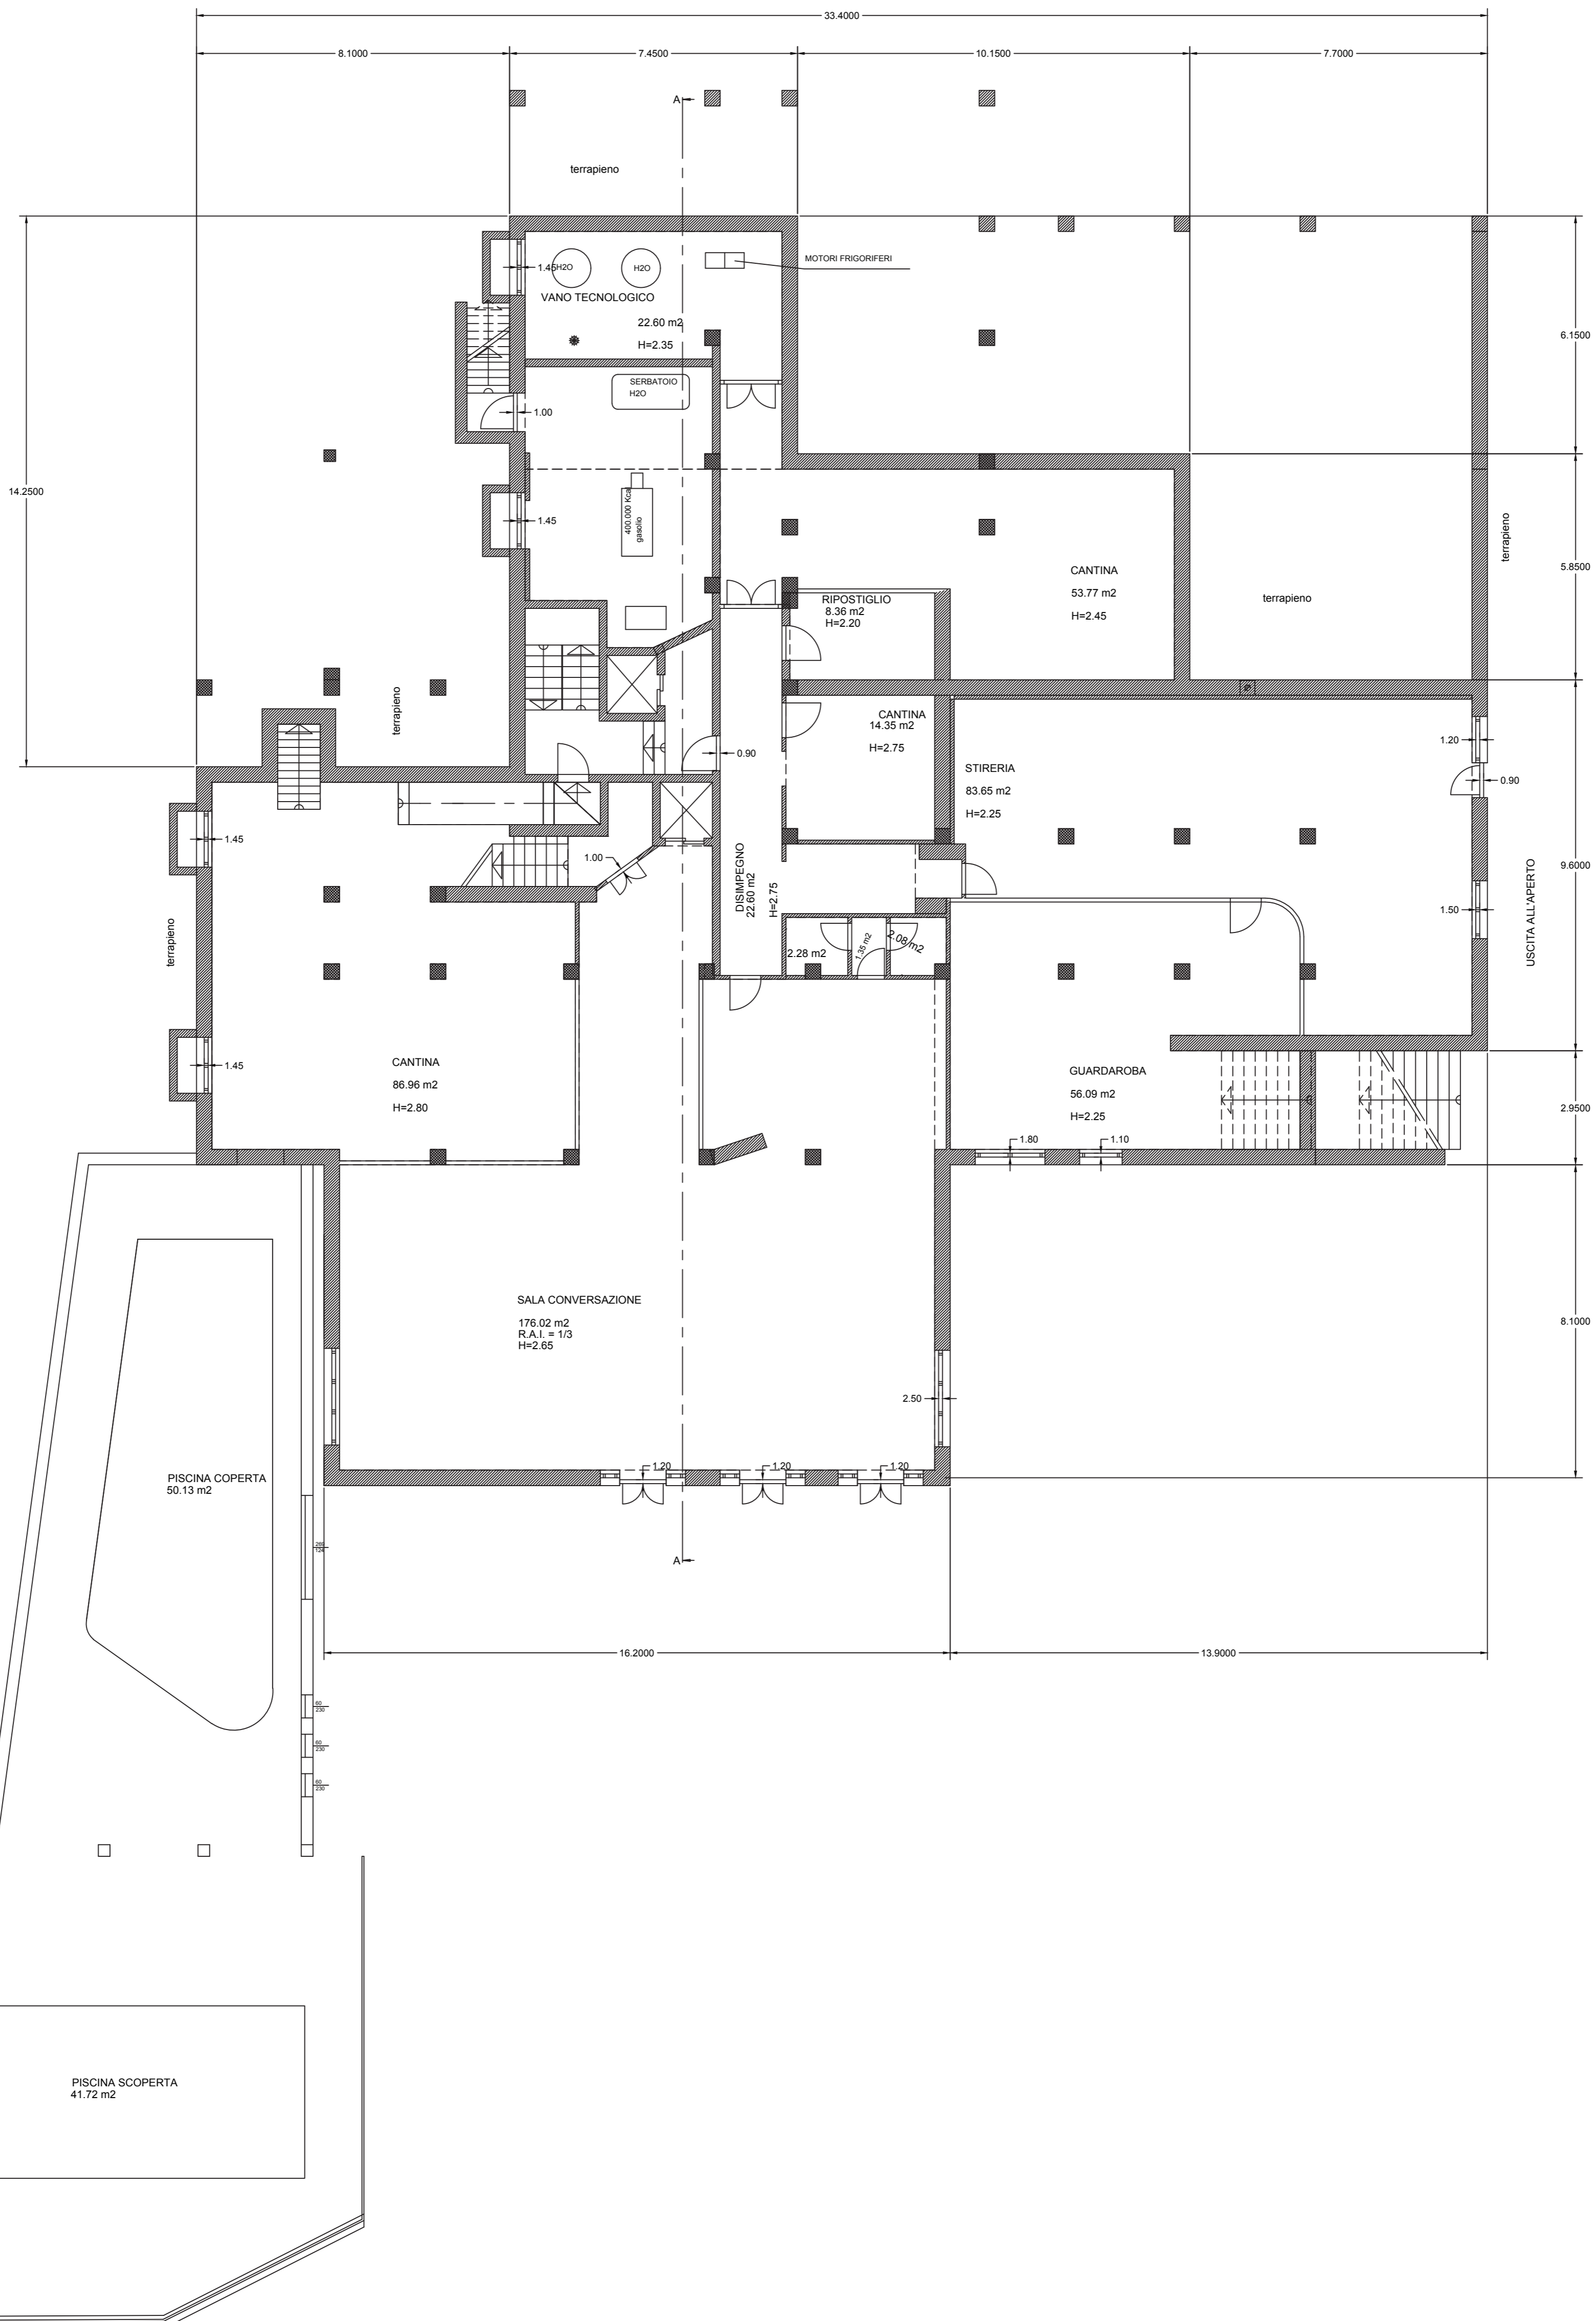 33.4000
8.1000
7.4500
10.1500
7.7000
A
terrapieno
MOTORI FRIGORIFERI
1.45
H2O
H2O
VANO TECNOLOGICO
22.60 m2
H=2.35
6.1500
SERBATOIO
H2O
1.00
14.2500
1.45
400.000 Kcal
gasolio
terrapieno
CANTINA
53.77 m2
H=2.45
5.8500
terrapieno
RIPOSTIGLIO
8.36 m2
H=2.20
terrapieno
CANTINA
14.35 m2
H=2.75
0.90
1.20
STIRERIA
83.65 m2
H=2.25
0.90
1.45
1.00
DISIMPEGNO
22.60 m2
H=2.75
9.6000
USCITA ALL'APERTO
1.50
terrapieno
2.28 m2
1.35 m2
2.08 m2
CANTINA
86.96 m2
H=2.80
1.45
GUARDAROBA
56.09 m2
H=2.25
2.9500
1.80
1.10
SALA CONVERSAZIONE
176.02 m2
R.A.I. = 1/3
H=2.65
8.1000
2.50
1.20
1.20
1.20
PISCINA COPERTA
50.13 m2
A
16.2000
13.9000
60
230
60
230
60
230
PISCINA SCOPERTA
41.72 m2